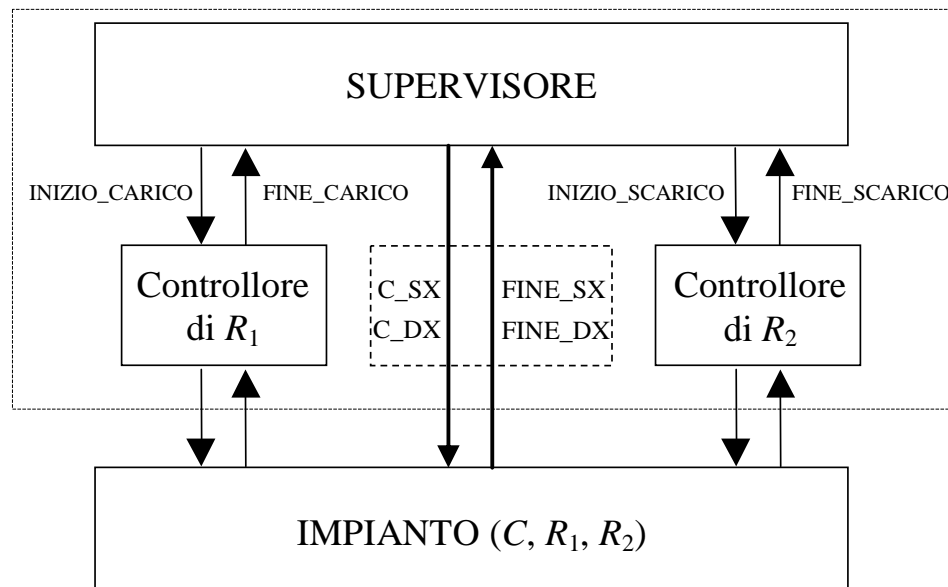 SUPERVISORE
INIZIO_CARICO
FINE_CARICO
INIZIO_SCARICO
FINE_SCARICO
Controllore
di R1
C_SX
C_DX
FINE_SX
FINE_DX
Controllore
di R2
IMPIANTO (C, R1, R2)